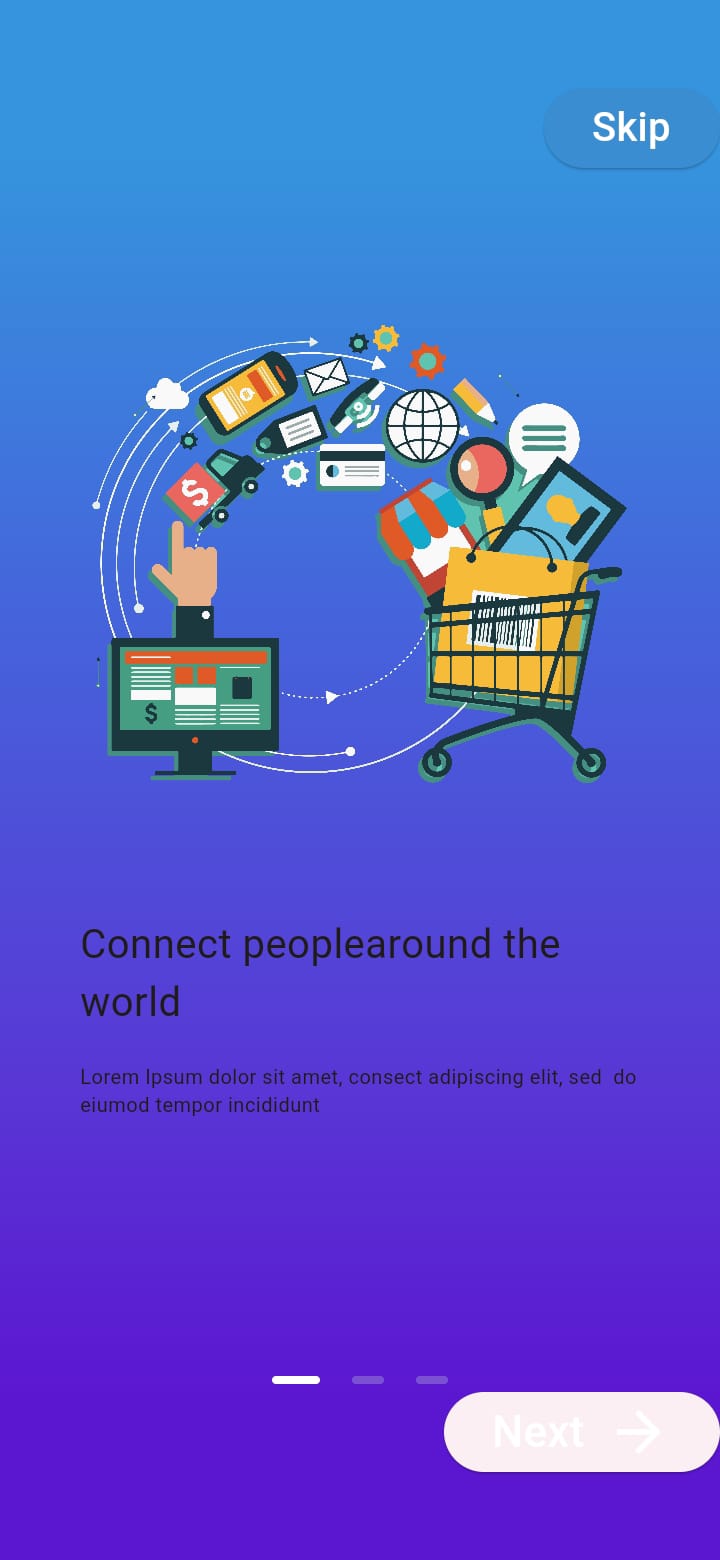 Skip
$
$
Connect peoplearound the
world
Lorem Ipsum dolor sit amet, consect adipiscing elit, sed  do
eiumod tempor incididunt
Next